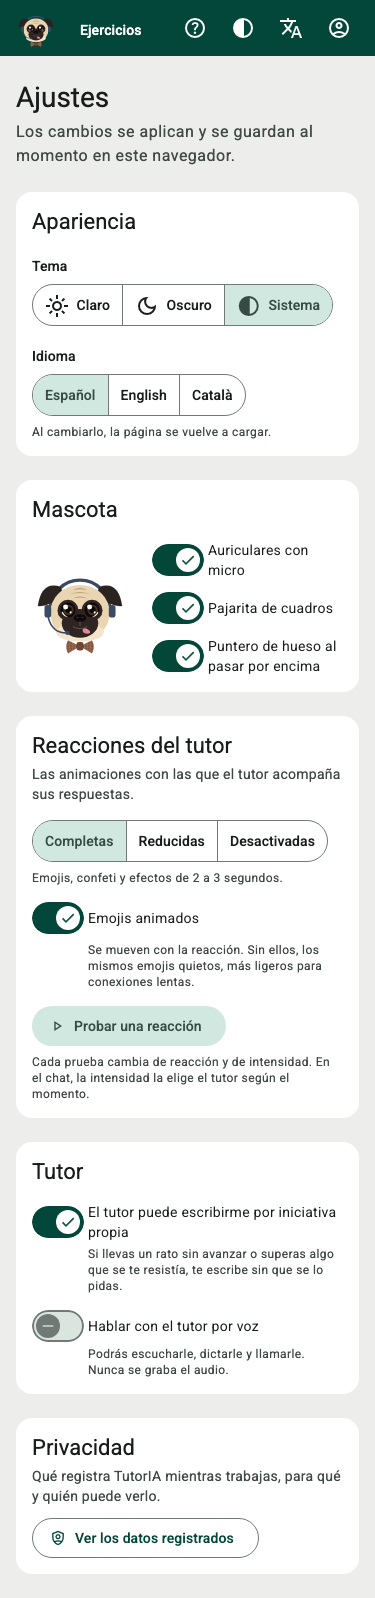 Ejercicios
Ajustes
Los cambios se aplican y se guardan al
momento en este navegador.
Apariencia
Tema
Claro
Oscuro
Sistema
Idioma
Español
English
Català
Al cambiarlo, la página se vuelve a cargar.
Mascota
Auriculares con
micro
Pajarita de cuadros
Puntero de hueso al
pasar por encima
Reacciones del tutor
Las animaciones con las que el tutor acompaña
sus respuestas.
Completas
Reducidas
Desactivadas
Emojis, confeti y efectos de 2 a 3 segundos.
Emojis animados
Se mueven con la reacción. Sin ellos, los
mismos emojis quietos, más ligeros para
conexiones lentas.
Probar una reacción
Cada prueba cambia de reacción y de intensidad. En
el chat, la intensidad la elige el tutor según el
momento.
Tutor
El tutor puede escribirme por iniciativa
propia
Si llevas un rato sin avanzar o superas algo
que se te resistía, te escribe sin que se lo
pidas.
Hablar con el tutor por voz
Podrás escucharle, dictarle y llamarle.
Nunca se graba el audio.
Privacidad
Qué registra TutorIA mientras trabajas, para qué
y quién puede verlo.
Ver los datos registrados